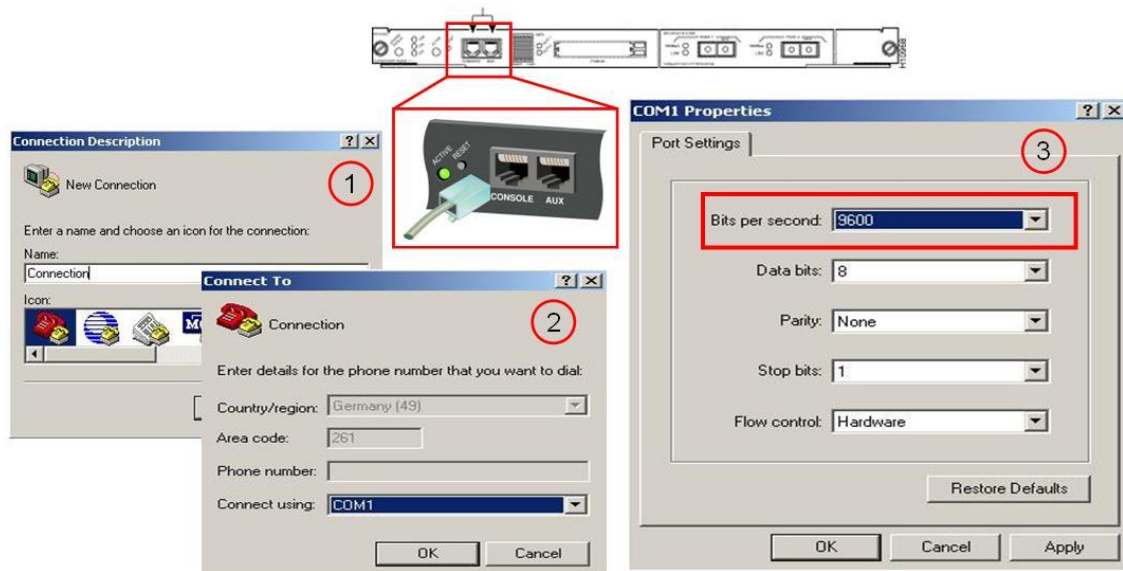 H10958
ACTIVE
RESET
CONSOLE
AUX
Connection Description
1
New Connection
Enter a name and choose an icon for the connection:
Name:
Connection
Icon:
Connect To
2
Connection
Enter details for the phone number that you want to dial:
Country/region: Germany (49)
Area code: 261
Phone number:
Connect using: COM1
OK Cancel
COM1 Properties
Port Settings
3
Bits per second: 9600
Data bits: 8
Parity: None
Stop bits: 1
Flow control: Hardware
Restore Defaults
OK Cancel Apply